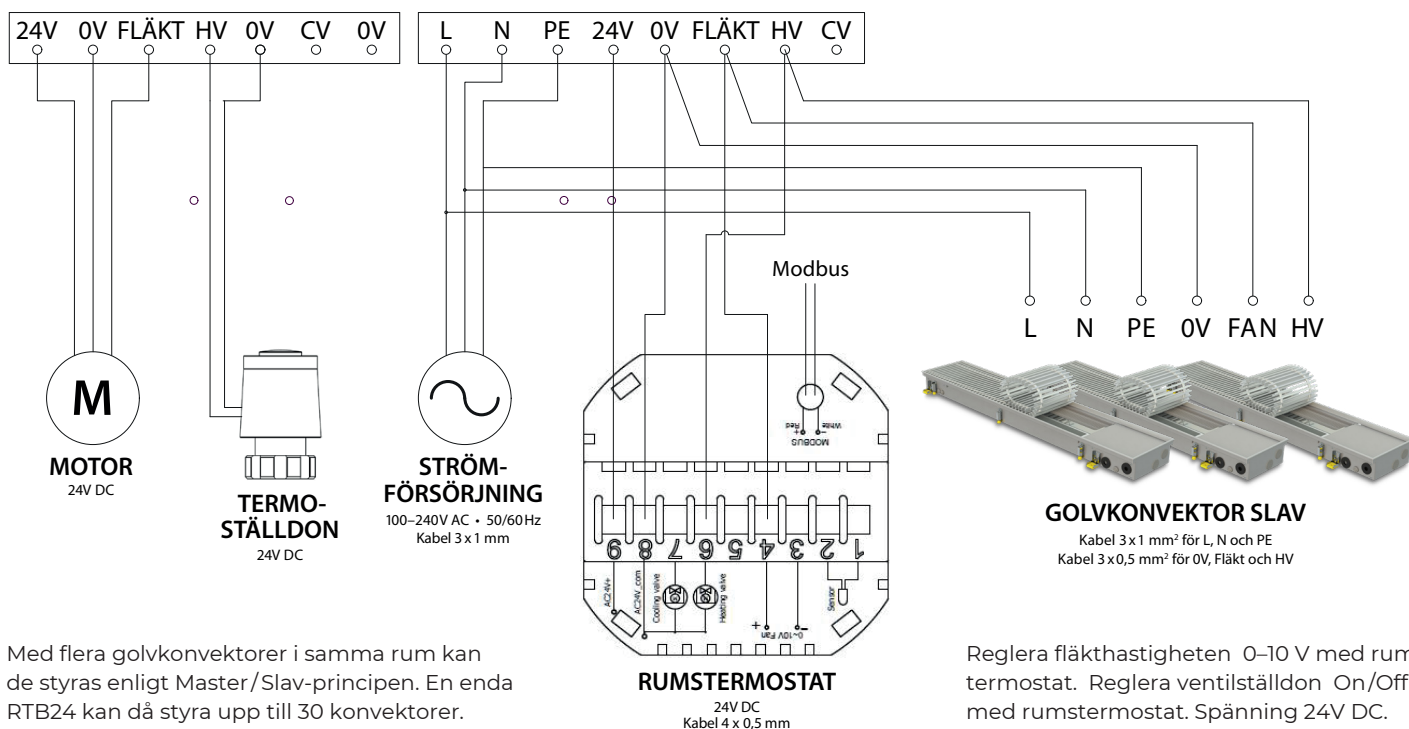 24V 0V FLÄKT HV 0V CV 0V
L N PE 24V 0V FLÄKT HV CV
Modbus
L N PE 0V FAN HV
M
MOTOR
24V DC
TERMO-
STÄLLDON
24V DC
STRÖM-
FÖRSÖRJNING
100–240V AC • 50/60Hz
Kabel 3 x 1 mm
Red + – White
MODBUS
9 8 7 6 5 4 3 2 1
AC24V+
AC24V_com
Cooling valve
Heating valve
+ –
0~10V Fan
Sensor
RUMSTERMOSTAT
24V DC
Kabel 4 x 0,5 mm
GOLVKONVEKTOR SLAV
Kabel 3 x 1 mm² för L, N och PE
Kabel 3 x 0,5 mm² för 0V, Fläkt och HV
Med flera golvkonvektorer i samma rum kan
de styras enligt Master/Slav-principen. En enda
RTB24 kan då styra upp till 30 konvektorer.
Reglera fläkthastigheten 0–10 V med rum
termostat. Reglera ventilställdon On/Off
med rumstermostat. Spänning 24V DC.